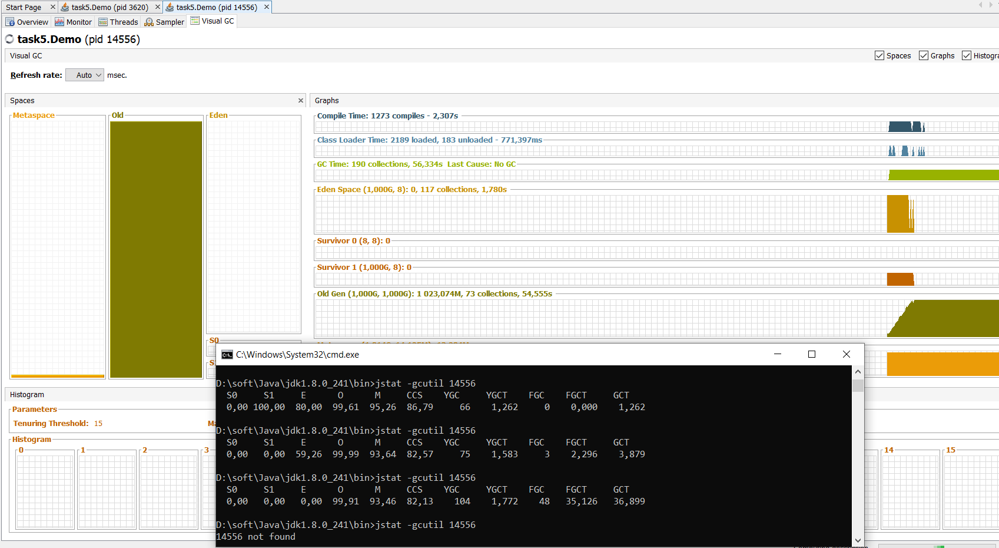 Start Page
task5.Demo (pid 3620)
task5.Demo (pid 14556)
Overview
Monitor
Threads
Sampler
Visual GC
task5.Demo (pid 14556)
Visual GC
Spaces
Graphs
Histogra
Refresh rate: Auto msec.
Spaces
Metaspace
Old
Eden
S0
Graphs
Compile Time: 1273 compiles - 2,307s
Class Loader Time: 2189 loaded, 183 unloaded - 771,397ms
GC Time: 190 collections, 56,334s Last Cause: No GC
Eden Space (1,000G, 8): 0, 117 collections, 1,780s
Survivor 0 (8, 8): 0
Survivor 1 (1,000G, 8): 0
Old Gen (1,000G, 1,000G): 1 023,074M, 73 collections, 54,555s
Histogram
Parameters
Tenuring Threshold: 15
Ma
Histogram
0
1
2
3
14
15
C:\Windows\System32\cmd.exe
D:\soft\Java\jdk1.8.0_241\bin>jstat -gcutil 14556
S0 S1 E O M CCS YGC YGCT FGC FGCT GCT
0,00 100,00 80,00 99,61 95,26 86,79 66 1,262 0 0,000 1,262
D:\soft\Java\jdk1.8.0_241\bin>jstat -gcutil 14556
S0 S1 E O M CCS YGC YGCT FGC FGCT GCT
0,00 0,00 59,26 99,99 93,64 82,57 75 1,583 3 2,296 3,879
D:\soft\Java\jdk1.8.0_241\bin>jstat -gcutil 14556
S0 S1 E O M CCS YGC YGCT FGC FGCT GCT
0,00 0,00 0,00 99,91 93,46 82,13 104 1,772 48 35,126 36,899
D:\soft\Java\jdk1.8.0_241\bin>jstat -gcutil 14556
14556 not found